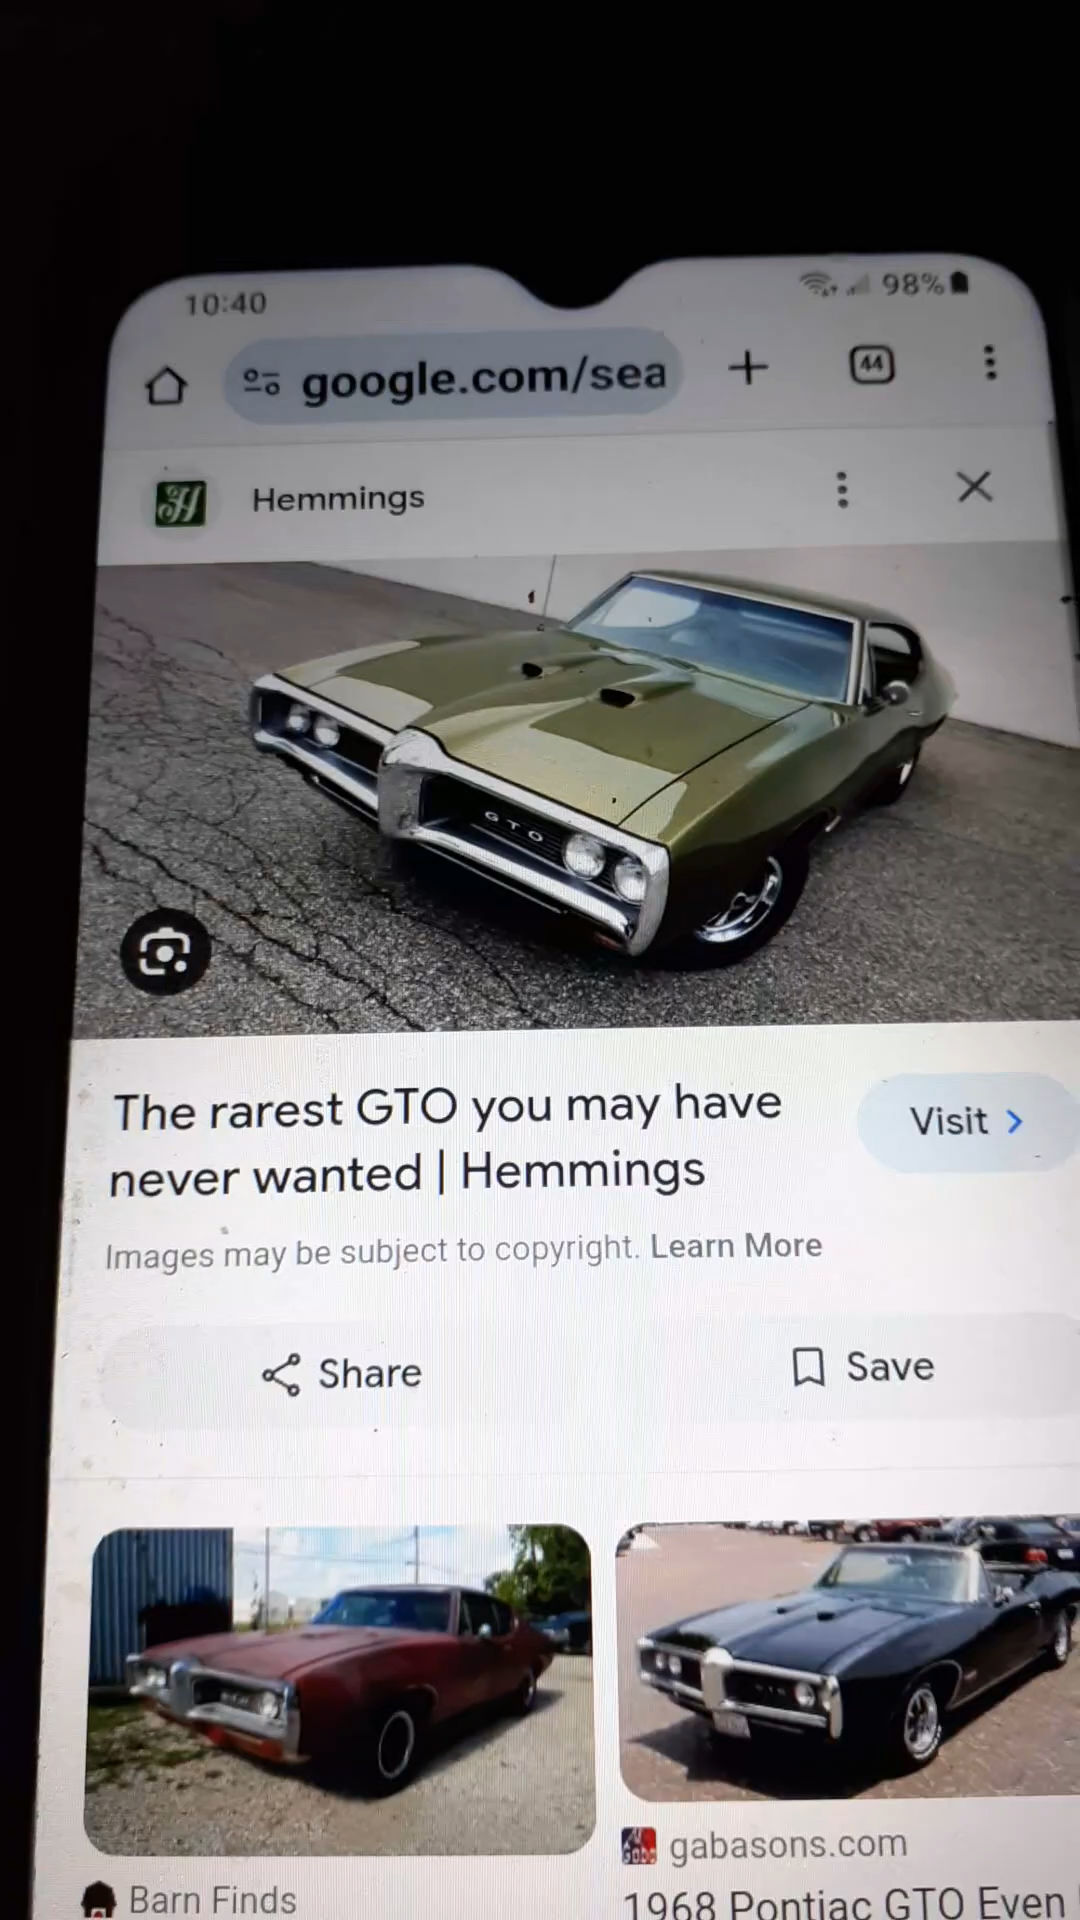 10:40
98%
google.com/sea
44
H Hemmings
GTO
The rarest GTO you may have
never wanted | Hemmings
Visit
Images may be subject to copyright. Learn More
Share
Save
gabasons.com
Barn Finds
1968 Pontiac GTO Even